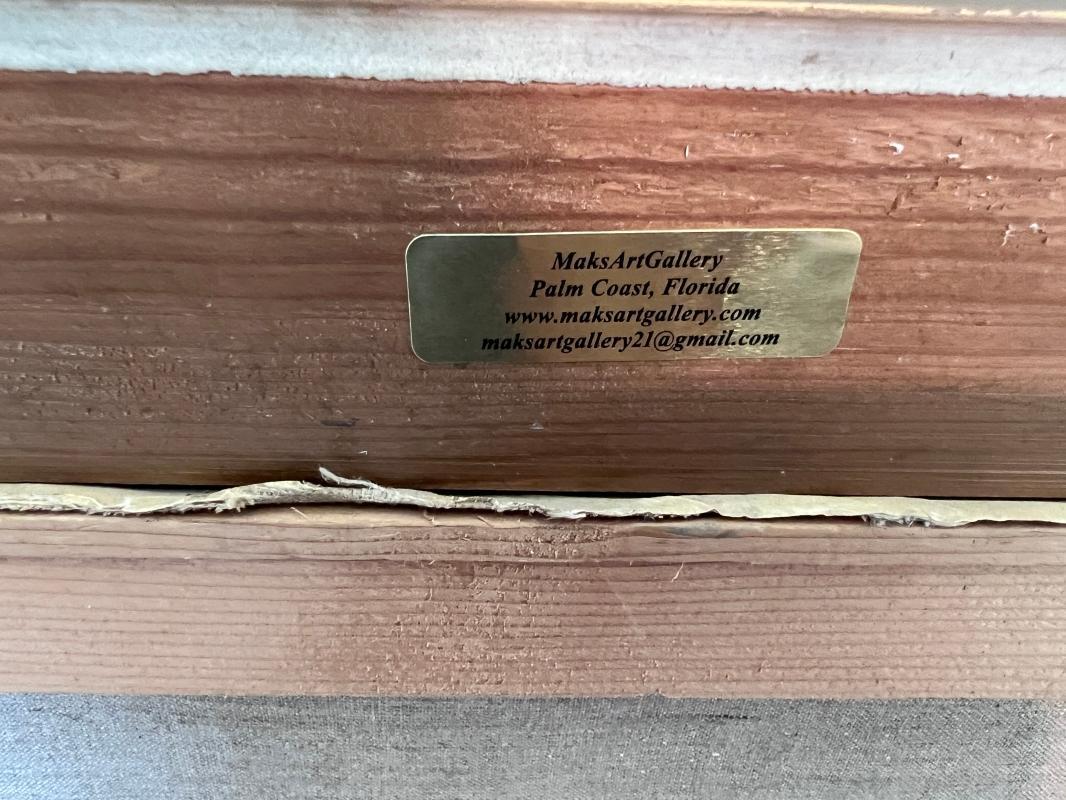 MaksArtGallery
Palm Coast, Florida
www.maksartgallery.com
maksartgallery21@gmail.com